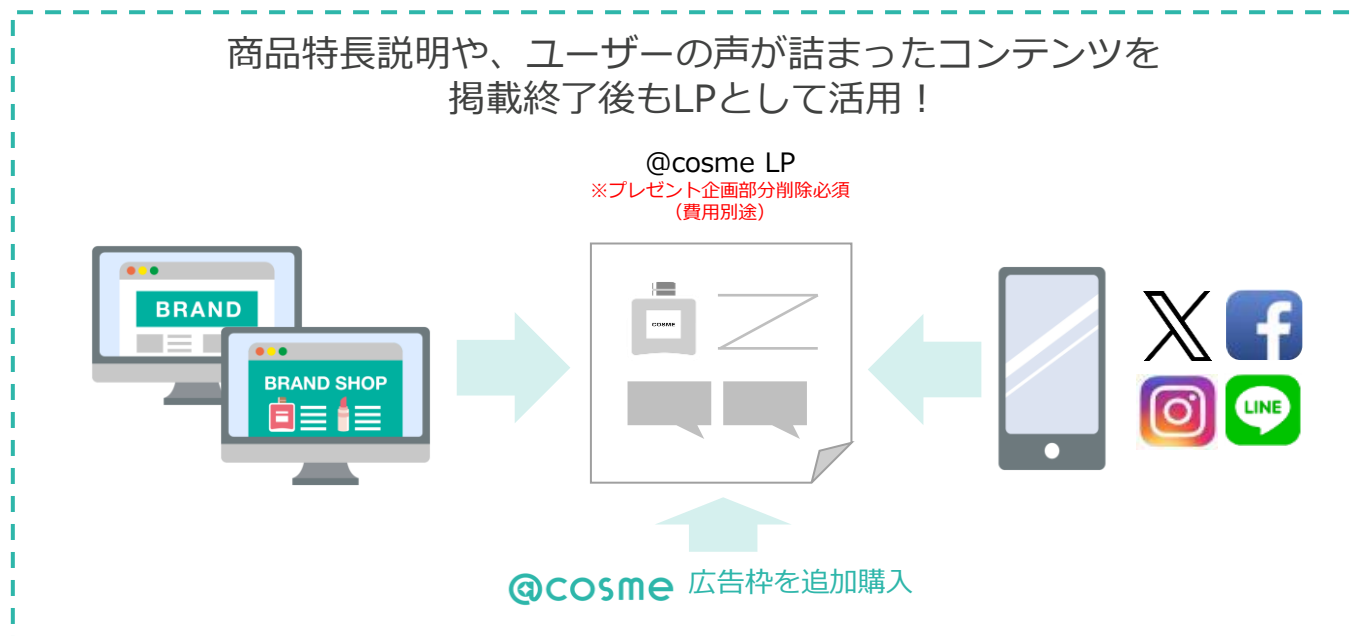 商品特長説明や、ユーザーの声が詰まったコンテンツを
掲載終了後もLPとして活用！
@cosme LP
※プレゼント企画部分削除必須
（費用別途）
BRAND
BRAND SHOP
COSME
LINE
@cosme 広告枠を追加購入